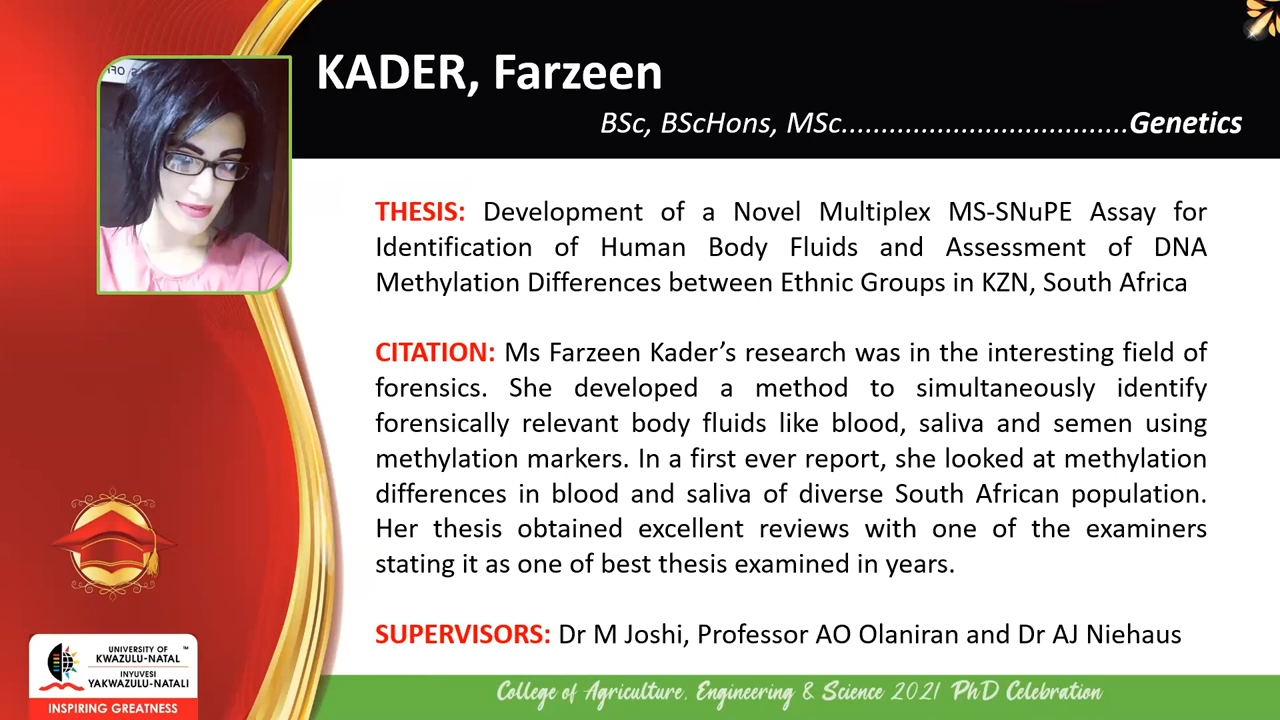 KADER, Farzeen
BSc, BScHons, MSc....................................Genetics
THESIS: Development of a Novel Multiplex MS-SNuPE Assay for
Identification of Human Body Fluids and Assessment of DNA
Methylation Differences between Ethnic Groups in KZN, South Africa
CITATION: Ms Farzeen Kader’s research was in the interesting field of
forensics. She developed a method to simultaneously identify
forensically relevant body fluids like blood, saliva and semen using
methylation markers. In a first ever report, she looked at methylation
differences in blood and saliva of diverse South African population.
Her thesis obtained excellent reviews with one of the examiners
stating it as one of best thesis examined in years.
SUPERVISORS: Dr M Joshi, Professor AO Olaniran and Dr AJ Niehaus
UNIVERSITY OF ™
KWAZULU-NATAL
INYUVESI
YAKWAZULU-NATALI
INSPIRING GREATNESS
College of Agriculture, Engineering & Science 2021 PhD Celebration